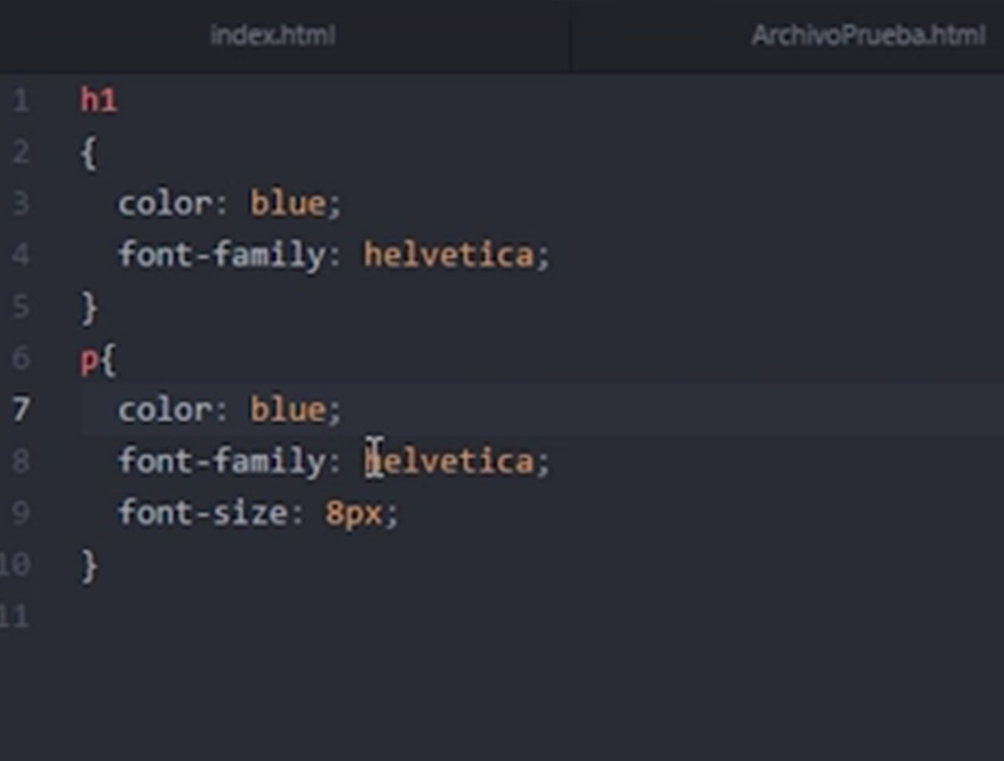 index.html
ArchivoPrueba.html
1 h1
2 {
3 color: blue;
4 font-family: helvetica;
5 }
6 p{
7 color: blue;
8 font-family: helvetica;
9 font-size: 8px;
10 }
11